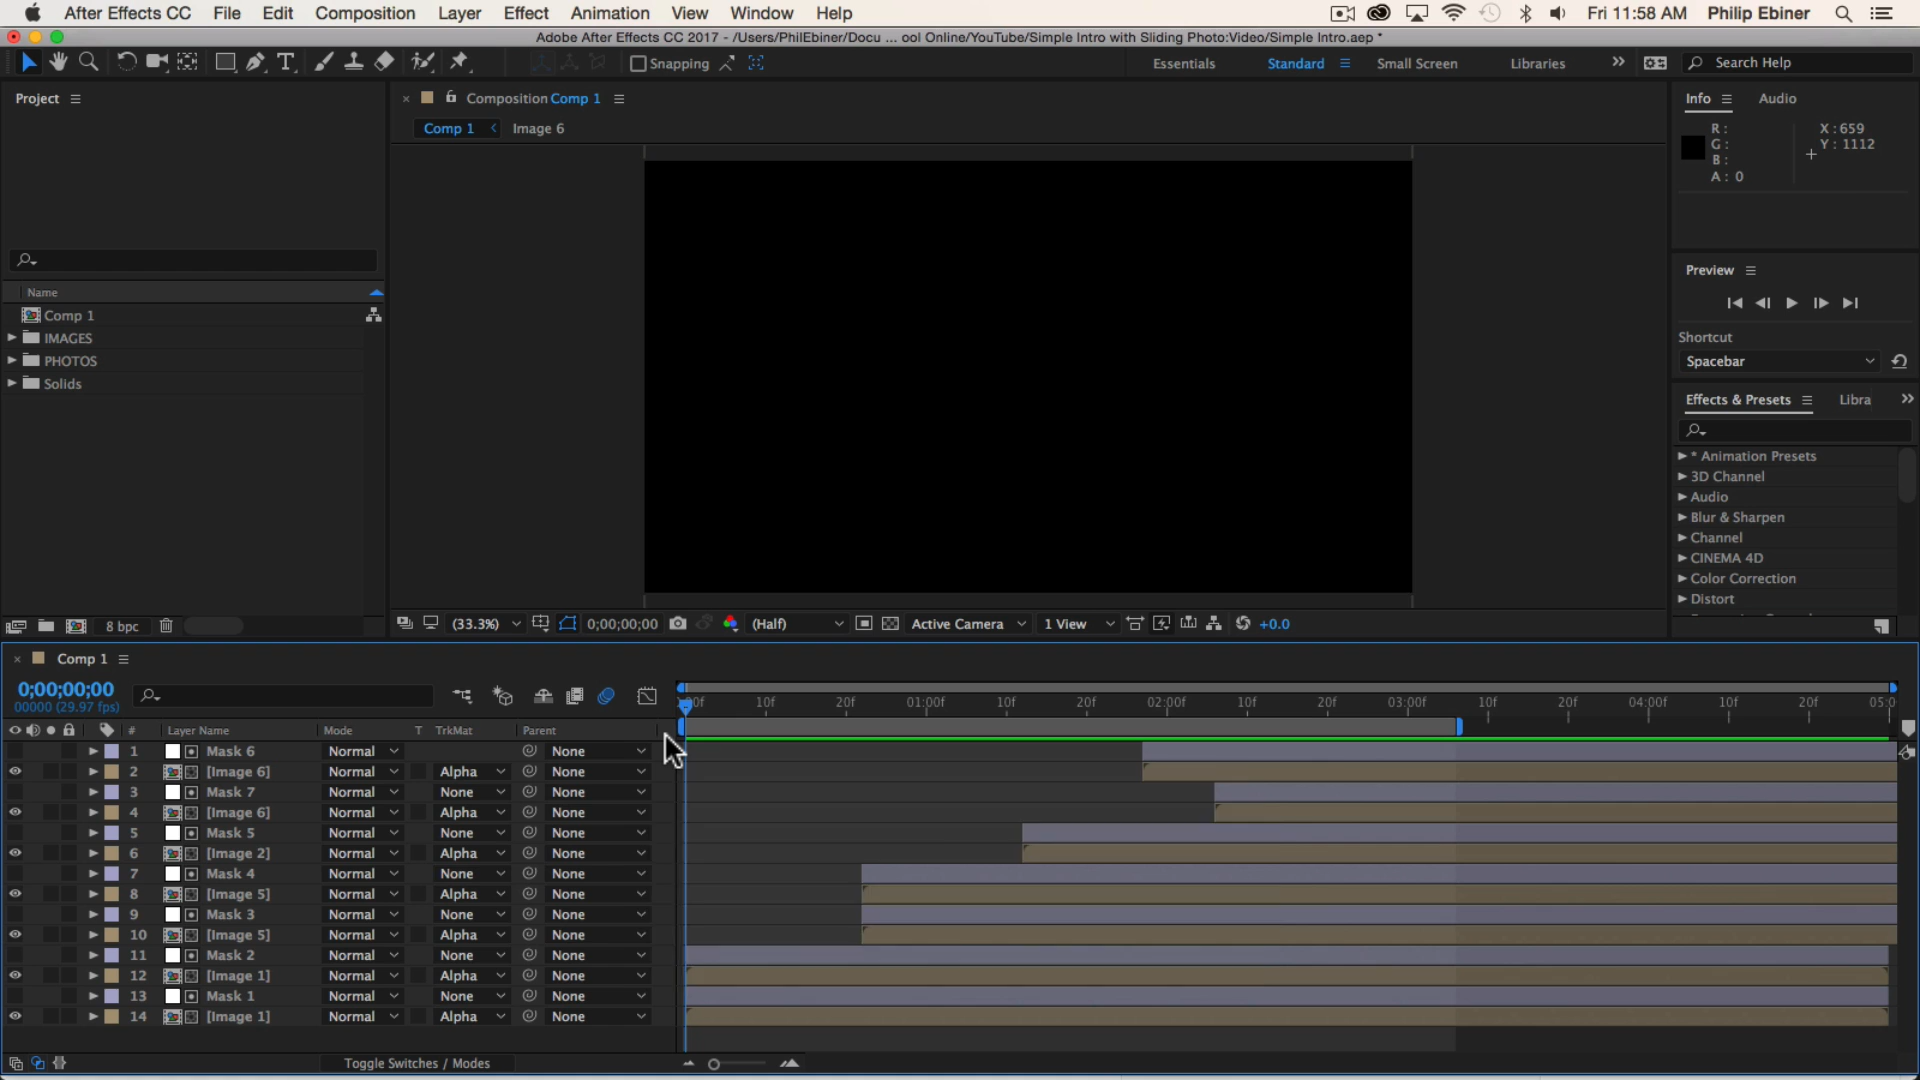 After Effects CC File Edit Composition Layer Effect Animation View Window Help Fri 11:58 AM Philip Ebiner
Adobe After Effects CC 2017 - /Users/PhilEbiner/Docu ... ool Online/YouTube/Simple Intro with Sliding Photo:Video/Simple Intro.aep *
Snapping Essentials Standard Small Screen Libraries Search Help
Project
Composition Comp 1
Comp 1 Image 6
Name
Comp 1
IMAGES
PHOTOS
Solids
8 bpc
(33.3%) 0;00;00;00 (Half) Active Camera 1 View +0.0
Info Audio
R : X : 659
G : Y : 1112
B :
A : 0
Preview
Shortcut
Spacebar
Effects & Presets Libra
* Animation Presets
3D Channel
Audio
Blur & Sharpen
Channel
CINEMA 4D
Color Correction
Distort
Comp 1
0;00;00;00
00000 (29.97 fps)
10f 20f 01:00f 10f 20f 02:00f 10f 20f 03:00f 10f 20f 04:00f 10f 20f 05:0
# Layer Name Mode T TrkMat Parent
1 Mask 6 Normal None
2 [Image 6] Normal Alpha None
3 Mask 7 Normal None None
4 [Image 6] Normal Alpha None
5 Mask 5 Normal None None
6 [Image 2] Normal Alpha None
7 Mask 4 Normal None None
8 [Image 5] Normal Alpha None
9 Mask 3 Normal None None
10 [Image 5] Normal Alpha None
11 Mask 2 Normal None None
12 [Image 1] Normal Alpha None
13 Mask 1 Normal None None
14 [Image 1] Normal Alpha None
Toggle Switches / Modes